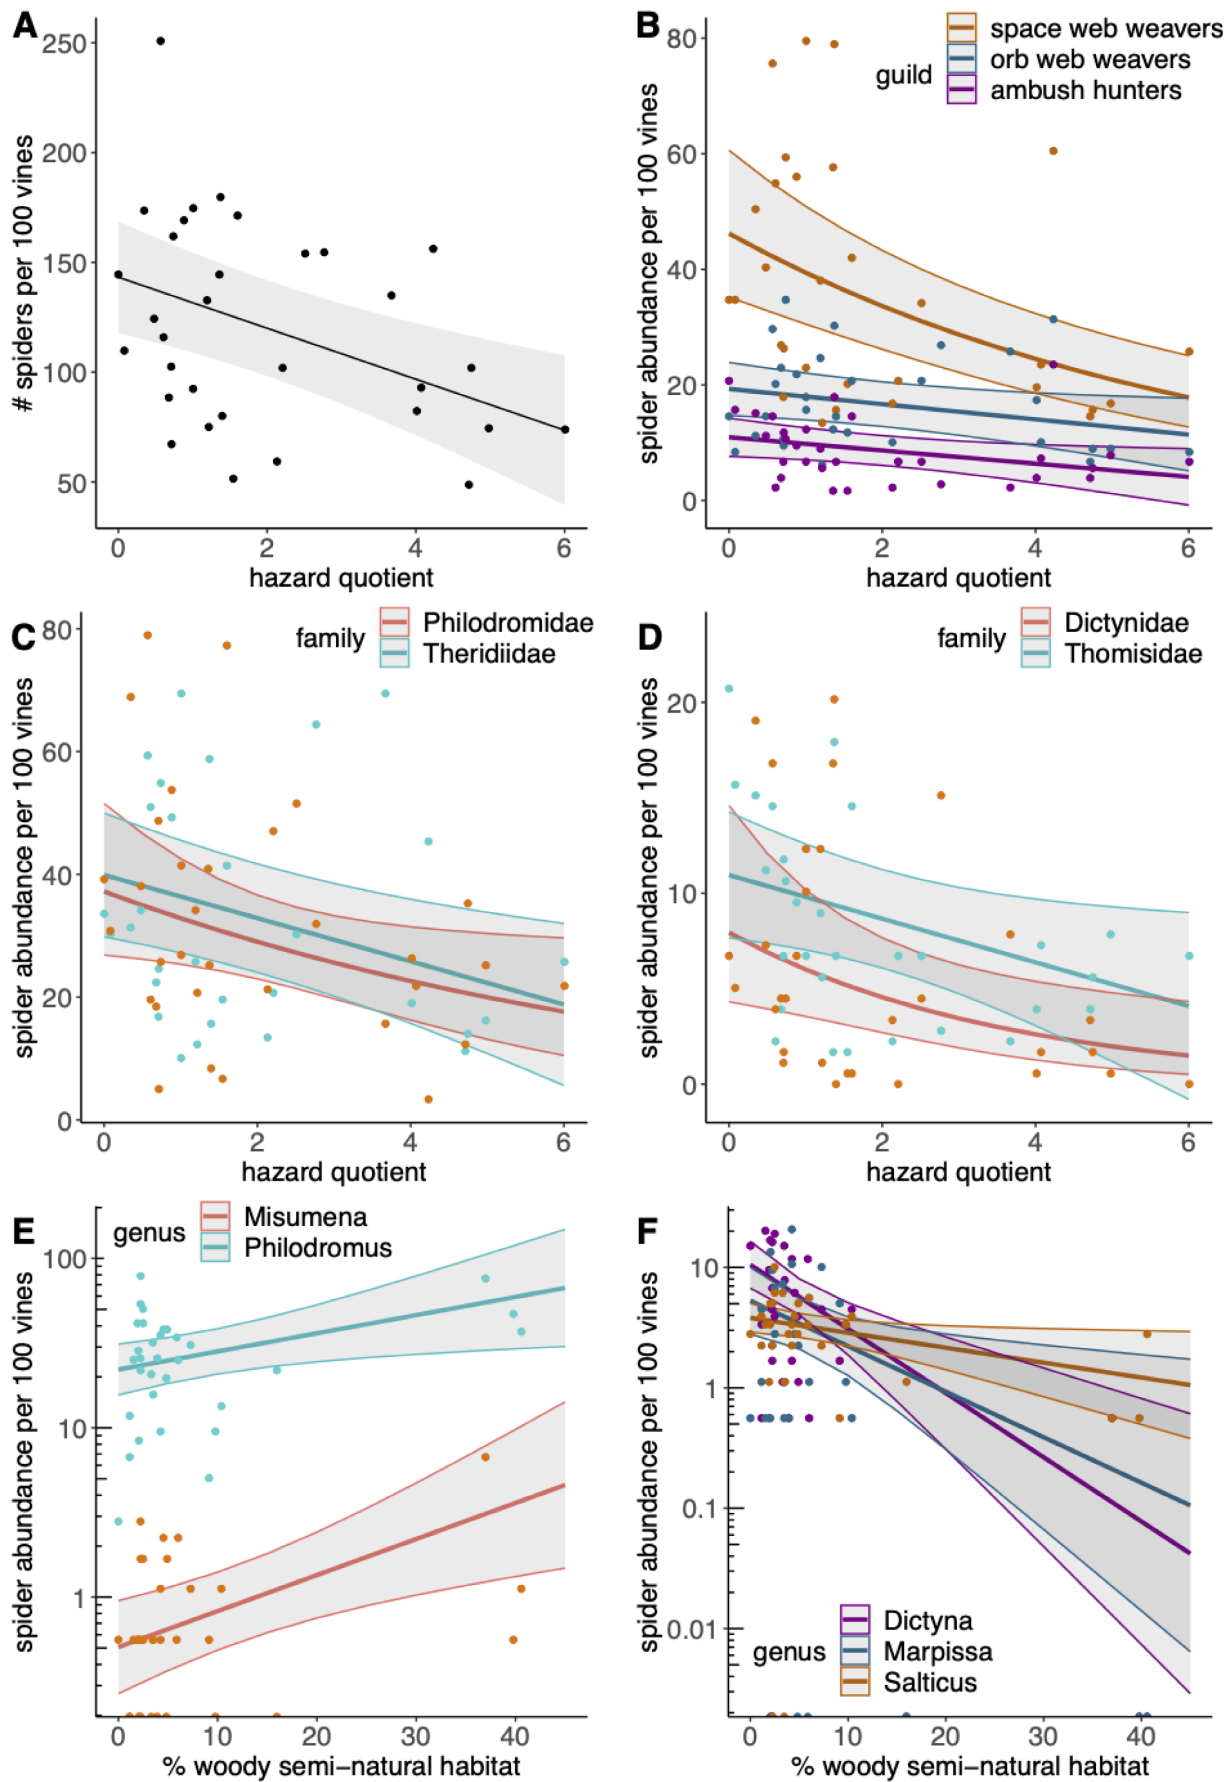 A
# spiders per 100 vines
250
200
150
100
50
0 2 4 6
hazard quotient
B
guild
space web weavers
orb web weavers
ambush hunters
spider abundance per 100 vines
80
60
40
20
0
0 2 4 6
hazard quotient
C
family
Philodromidae
Theridiidae
spider abundance per 100 vines
80
60
40
20
0
0 2 4 6
hazard quotient
D
family
Dictynidae
Thomisidae
spider abundance per 100 vines
20
10
0
0 2 4 6
hazard quotient
E
genus
Misumena
Philodromus
spider abundance per 100 vines
100
10
1
0 10 20 30 40
% woody semi−natural habitat
F
spider abundance per 100 vines
10
1
0.1
0.01
genus
Dictyna
Marpissa
Salticus
0 10 20 30 40
% woody semi−natural habitat